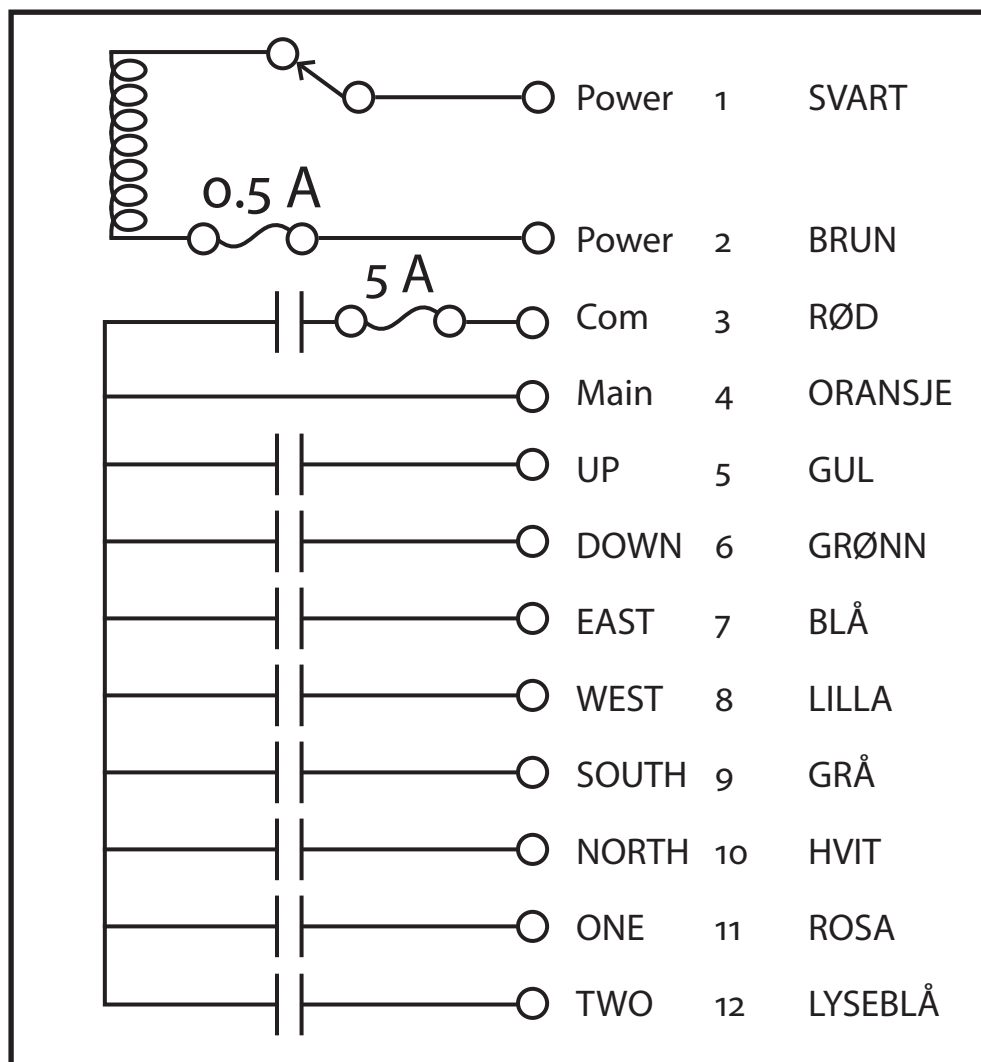 Power 1 SVART
0.5 A
Power 2 BRUN
5 A
Com 3 RØD
Main 4 ORANSJE
UP 5 GUL
DOWN 6 GRØNN
EAST 7 BLÅ
WEST 8 LILLA
SOUTH 9 GRÅ
NORTH 10 HVIT
ONE 11 ROSA
TWO 12 LYSEBLÅ